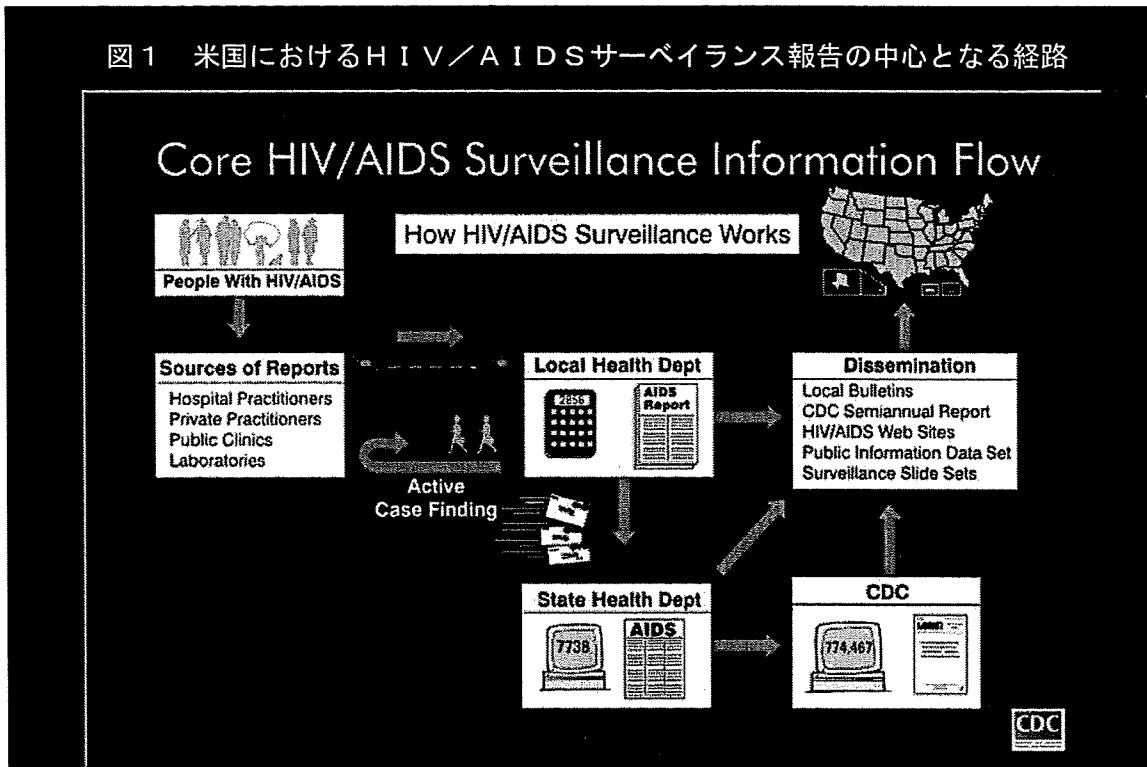 図1 米国におけるHIV/AIDSサーベイランス報告の中心となる経路
Core HIV/AIDS Surveillance Information Flow
How HIV/AIDS Surveillance Works
People With HIV/AIDS
Sources of Reports
Hospital Practitioners
Private Practitioners
Public Clinics
Laboratories
Active
Case Finding
Local Health Dept
2856
AIDS
Report
State Health Dept
7738
AIDS
Dissemination
Local Bulletins
CDC Semiannual Report
HIV/AIDS Web Sites
Public Information Data Set
Surveillance Slide Sets
CDC
774,467
CDC